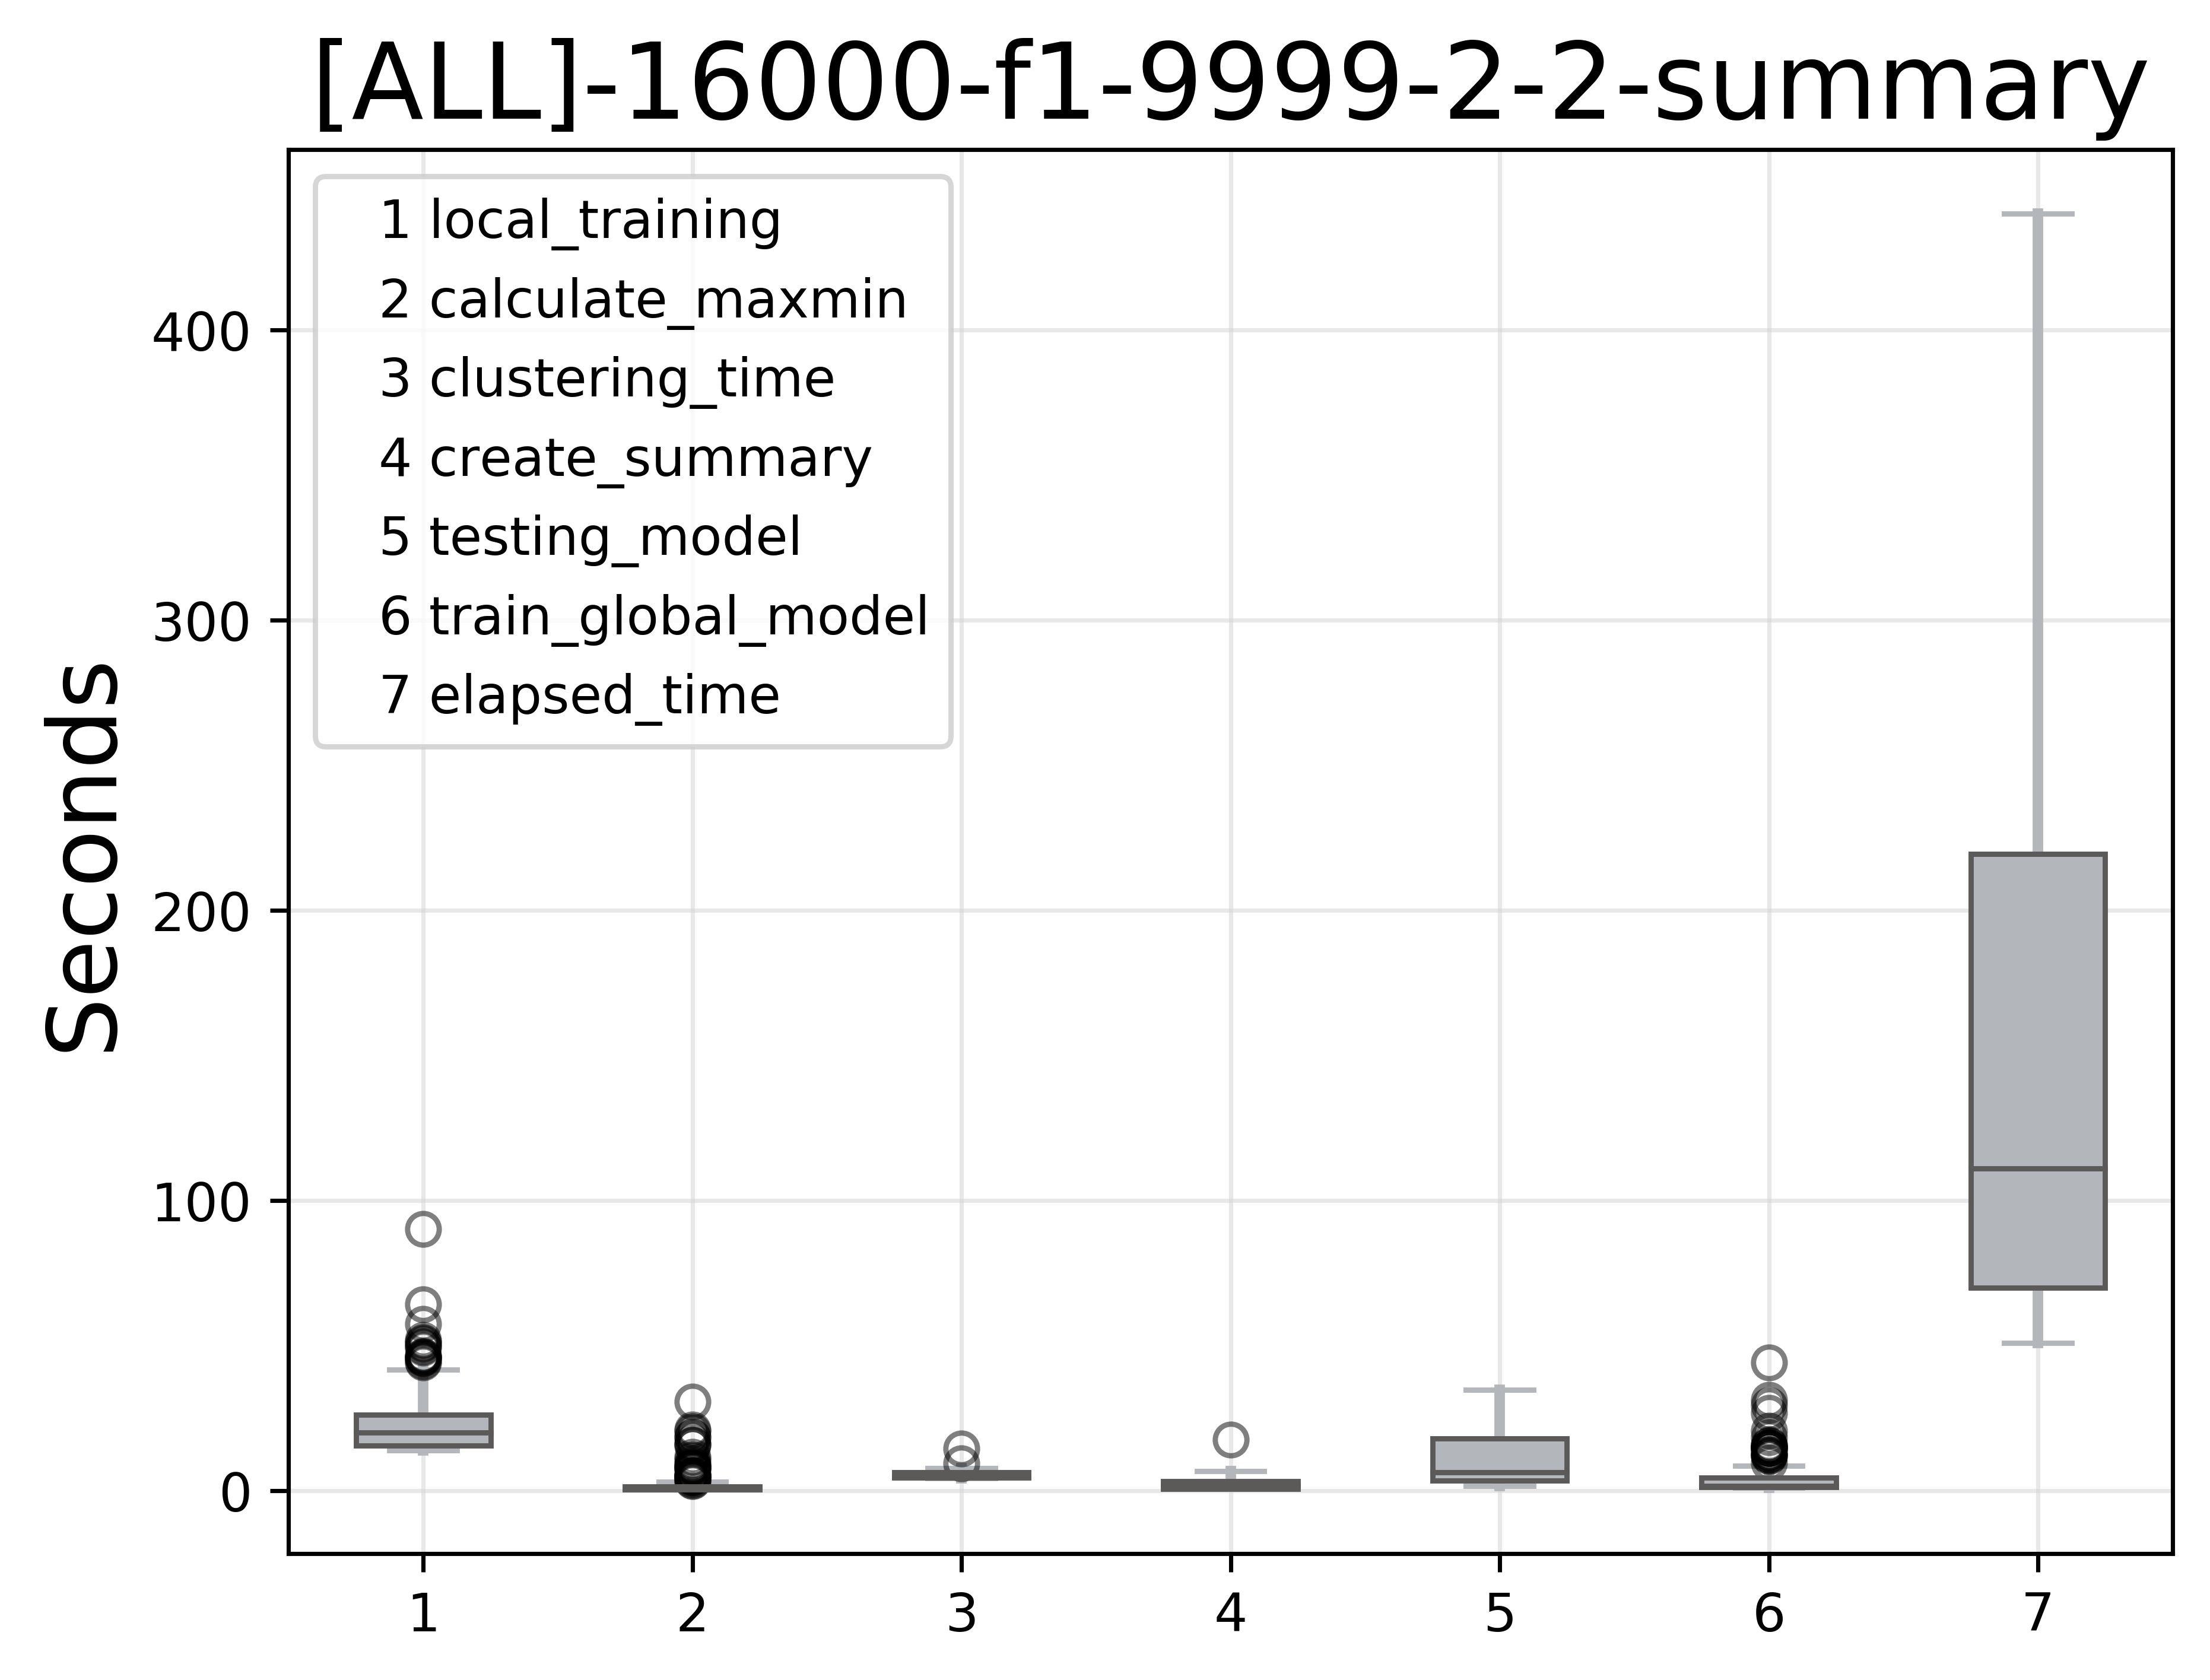 [ALL]-16000-f1-9999-2-2-summary
1 local_training
2 calculate_maxmin
3 clustering_time
4 create_summary
5 testing_model
6 train_global_model
7 elapsed_time
Seconds
400
300
200
100
0
1 2 3 4 5 6 7